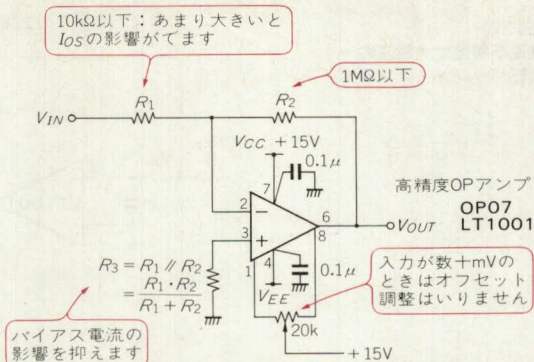 10kΩ以下：あまり大きいと
IOSの影響がでます
1MΩ以下
R1
R2
VIN
VCC +15V
0.1μ
7
高精度OPアンプ
OP07
LT1001
2
−
6
VOUT
3
+
8
1
4
0.1μ
R3＝R1∥R2
＝R1・R2
R1＋R2
VEE
入力が数十mVの
ときはオフセット
調整はいりません
20k
+15V
バイアス電流の
影響を抑えます